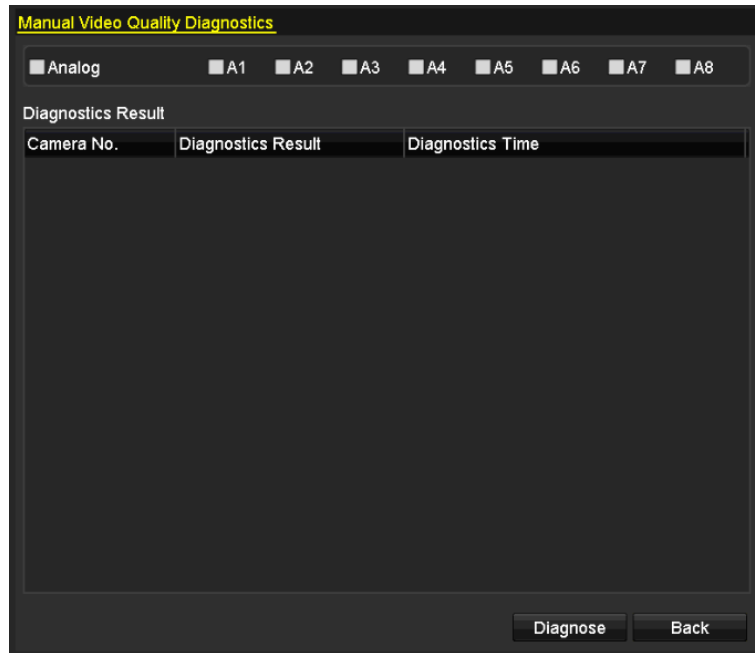 Manual Video Quality Diagnostics
Analog A1 A2 A3 A4 A5 A6 A7 A8
Diagnostics Result
Camera No. Diagnostics Result Diagnostics Time
Diagnose Back